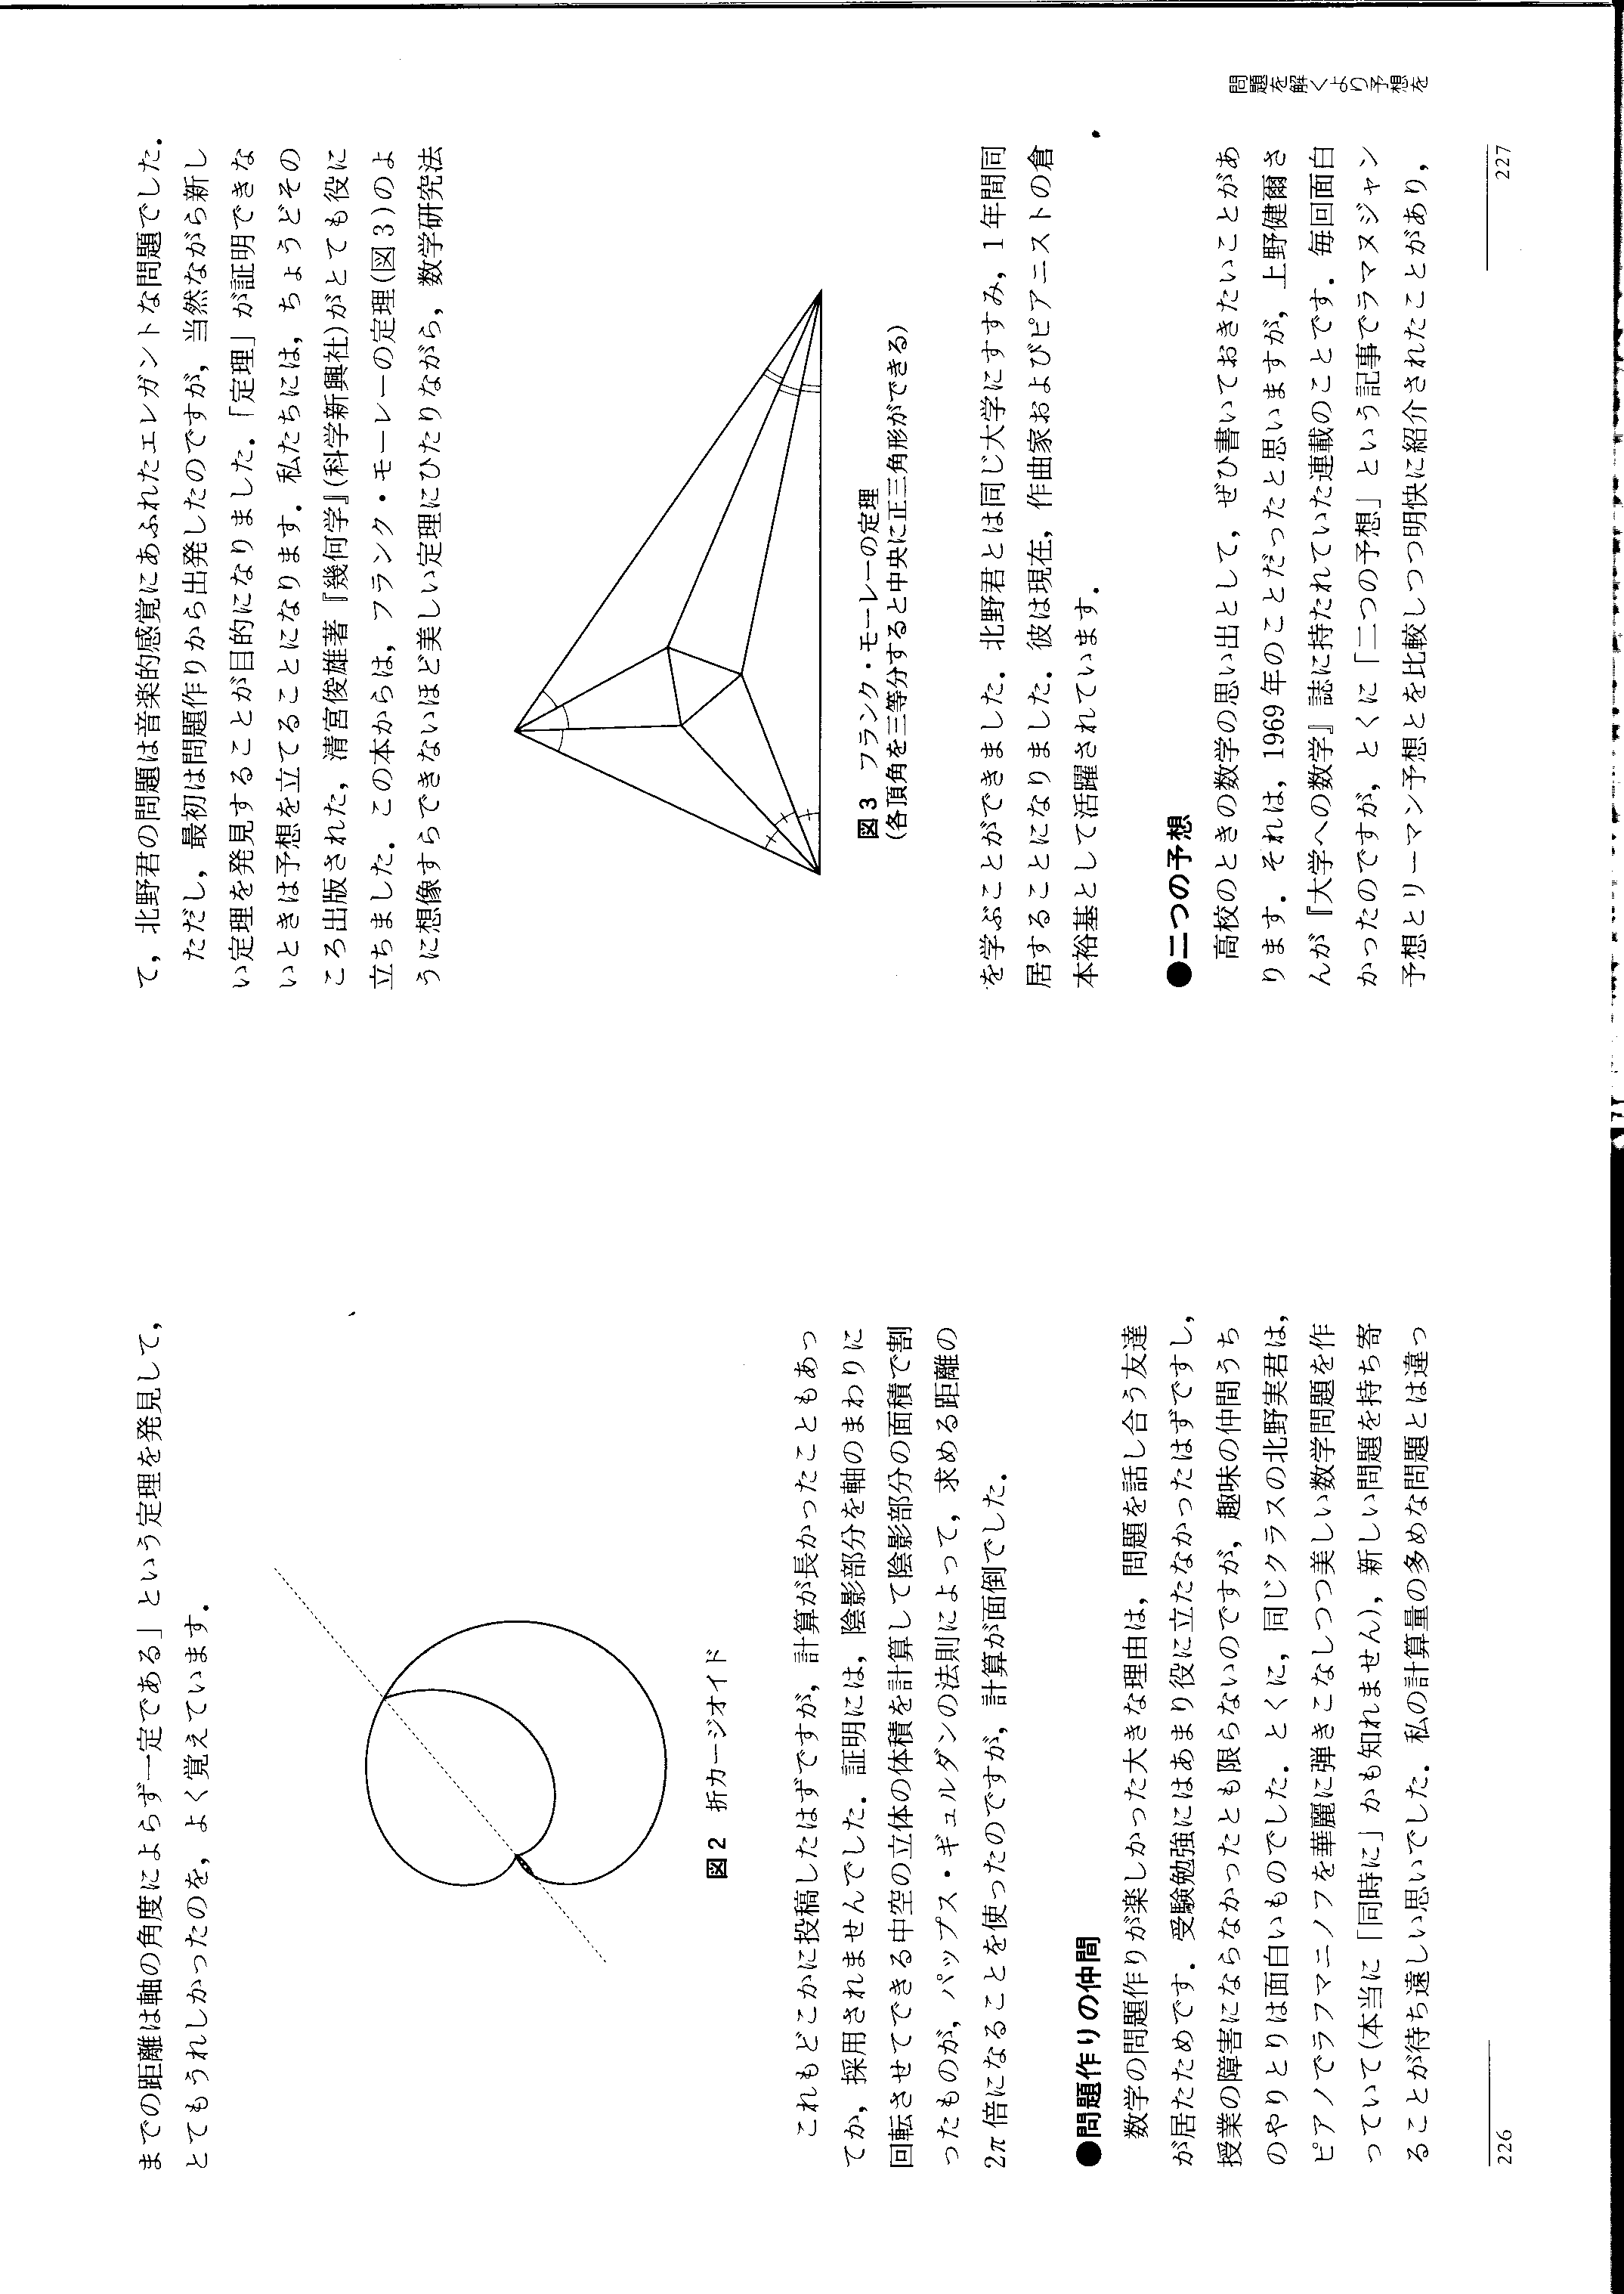 までの距離は軸の角度によらず一定である」という定理を発見して，
とてもうれしかったのを，よく覚えています．
図2　折カージオイド
これもどこかに投稿したはずですが，計算が長かったこともあっ
てか，採用されませんでした．証明には，陰影部分を軸のまわりに
回転させてできる中空の立体の体積を計算して陰影部分の面積で割
ったものが，パップス・ギュルダンの法則によって，求める距離の
2π倍になることを使ったのですが，計算が面倒でした．
●問題作りの仲間
数学の問題作りが楽しかった大きな理由は，問題を話し合う友達
が居たためです．受験勉強にはあまり役に立たなかったはずですし，
授業の障害にならなかったとも限らないのですが，趣味の仲間うち
のやりとりは面白いものでした．とくに，同じクラスの北野実君は，
ピアノでラフマニノフを華麗に弾きこなしつつ美しい数学問題を作
っていて(本当に「同時に」かも知れません)，新しい問題を持ち寄
ることが待ち遠しい思いでした．私の計算量の多めな問題とは違っ
226
て，北野君の問題は音楽的感覚にあふれたエレガントな問題でした．
ただし，最初は問題作りから出発したのですが，当然ながら新し
い定理を発見することが目的になりました．「定理」が証明できな
いときは予想を立てることになります．私たちには，ちょうどその
ころ出版された，清宮俊雄著『幾何学』(科学新興社)がとても役に
立ちました．この本からは，フランク・モーレーの定理(図3)のよ
うに想像すらできないほど美しい定理にひたりながら，数学研究法
図3　フランク・モーレーの定理
(各頂角を三等分すると中央に正三角形ができる)
を学ぶことができました．北野君とは同じ大学にすすみ，1年間同
居することになりました．彼は現在，作曲家およびピアニストの倉
本裕基として活躍されています．
●二つの予想
高校のときの数学の思い出として，ぜひ書いておきたいことがあ
ります．それは，1969年のことだったと思いますが，上野健爾さ
んが『大学への数学』誌に持たれていた連載のことです．毎回面白
かったのですが，とくに「二つの予想」という記事でラマヌジャン
予想とリーマン予想とを比較しつつ明快に紹介されたことがあり，
問題を解くより予想を
227